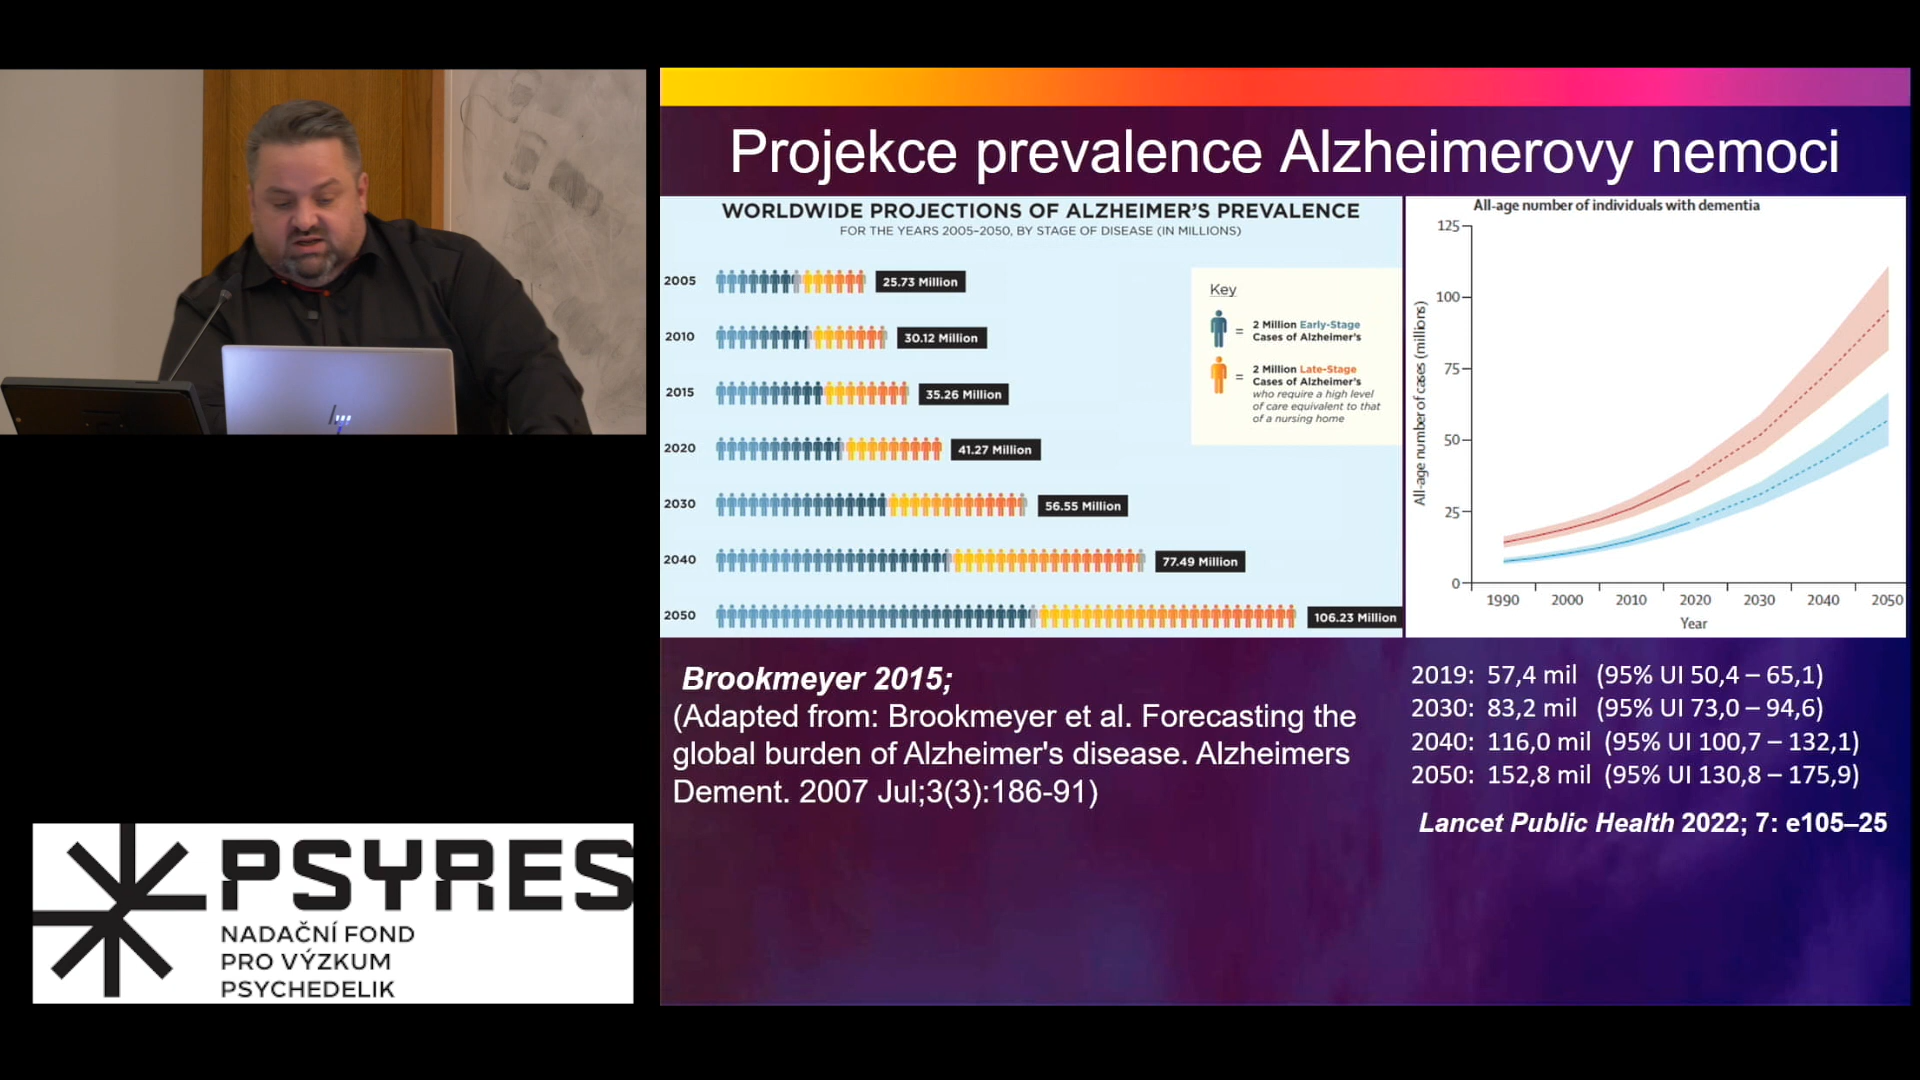 Projekce prevalence Alzheimerovy nemoci
WORLDWIDE PROJECTIONS OF ALZHEIMER'S PREVALENCE
FOR THE YEARS 2005–2050, BY STAGE OF DISEASE (IN MILLIONS)
2005
25.73 Million
2010
30.12 Million
2015
35.26 Million
2020
41.27 Million
2030
56.55 Million
2040
77.49 Million
2050
106.23 Million
Key
= 2 Million Early-Stage
Cases of Alzheimer's
= 2 Million Late-Stage
Cases of Alzheimer's
who require a high level
of care equivalent to that
of a nursing home
All-age number of individuals with dementia
All-age number of cases (millions)
125
100
75
50
25
0
1990 2000 2010 2020 2030 2040 2050
Year
Brookmeyer 2015;
(Adapted from: Brookmeyer et al. Forecasting the
global burden of Alzheimer's disease. Alzheimers
Dement. 2007 Jul;3(3):186-91)
2019: 57,4 mil (95% UI 50,4 – 65,1)
2030: 83,2 mil (95% UI 73,0 – 94,6)
2040: 116,0 mil (95% UI 100,7 – 132,1)
2050: 152,8 mil (95% UI 130,8 – 175,9)
Lancet Public Health 2022; 7: e105–25
hp
PSYRES
NADAČNÍ FOND
PRO VÝZKUM
PSYCHEDELIK